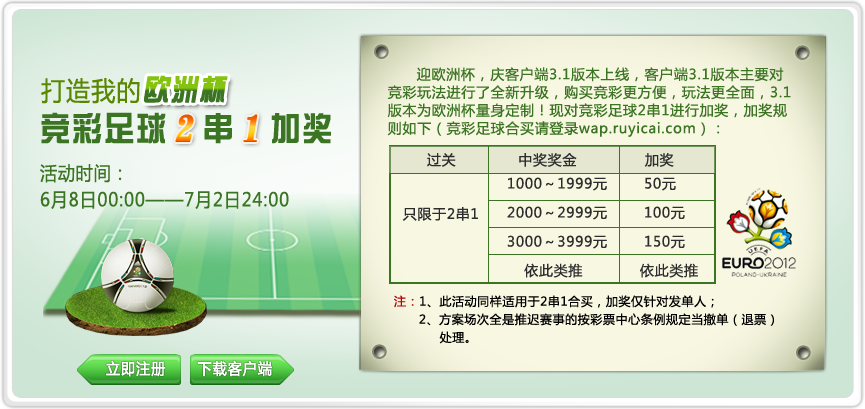 打造我的欧洲杯
竞彩足球2串1加奖
活动时间：
6月8日00:00——7月2日24:00
立即注册
下载客户端
迎欧洲杯，庆客户端3.1版本上线，客户端3.1版本主要对
竞彩玩法进行了全新升级，购买竞彩更方便，玩法更全面，3.1
版本为欧洲杯量身定制！现对竞彩足球2串1进行加奖，加奖规
则如下（竞彩足球合买请登录wap.ruyicai.com）：
过关 中奖奖金 加奖
只限于2串1
1000～1999元 50元
2000～2999元 100元
3000～3999元 150元
依此类推 依此类推
UEFA
EURO2012
POLAND-UKRAINE
注：1、此活动同样适用于2串1合买，加奖仅针对发单人；
2、方案场次全是推迟赛事的按彩票中心条例规定当撤单（退票）
处理。